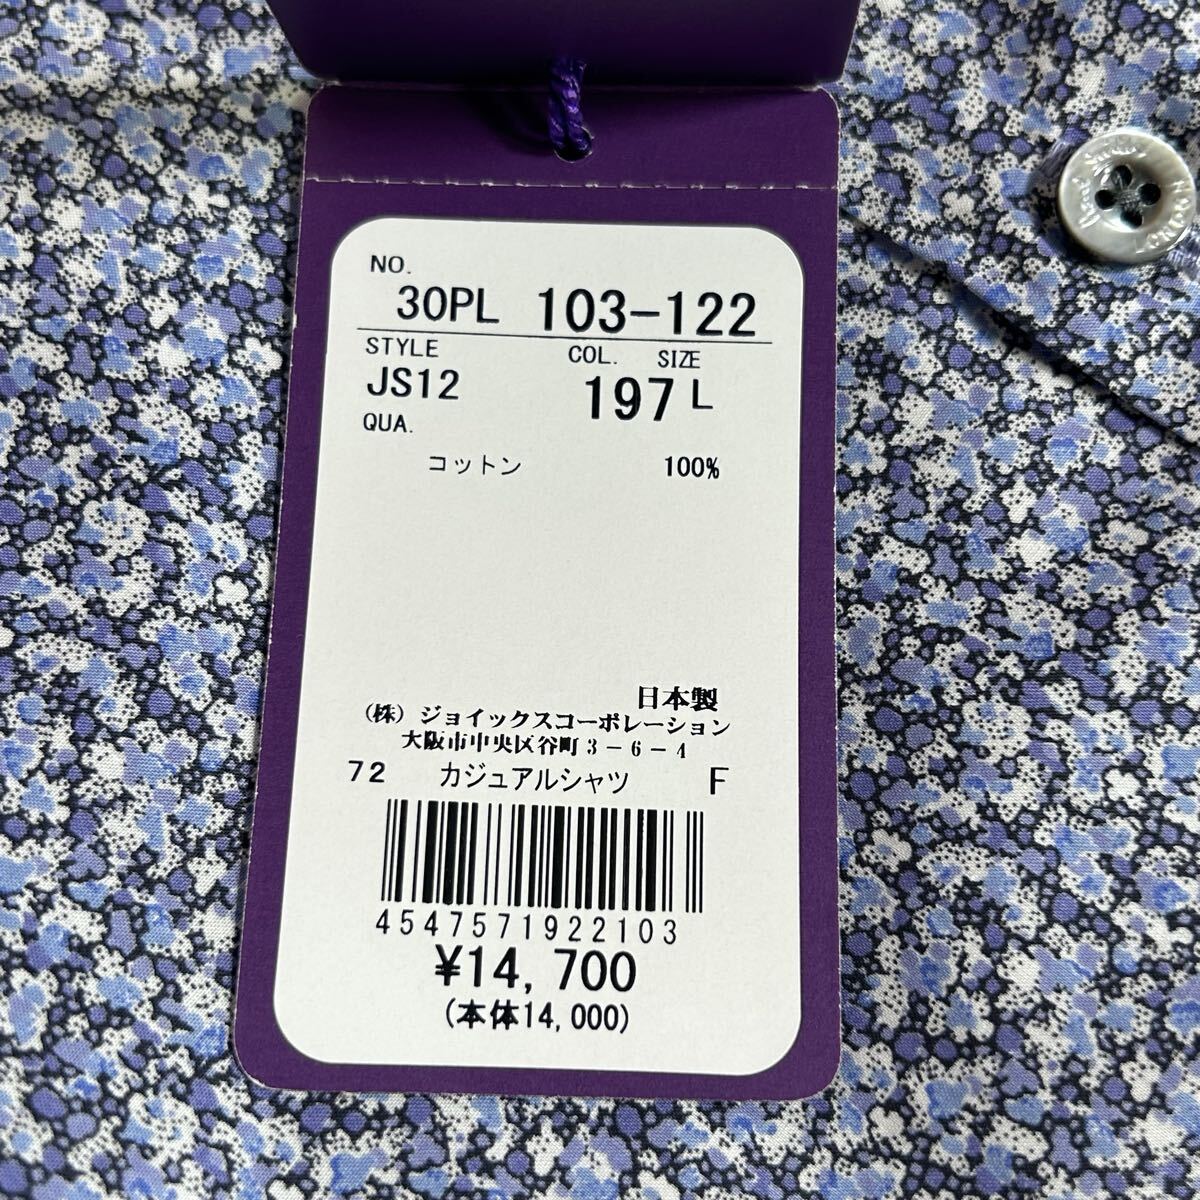 NO.
30PL 103-122
STYLE COL. SIZE
JS12 197 L
QUA.
コットン 100%
日本製
(株) ジョイックスコーポレーション
大阪市中央区谷町3-6-4
72 カジュアルシャツ F
4547571922103
¥14,700
(本体14,000)
LONDON